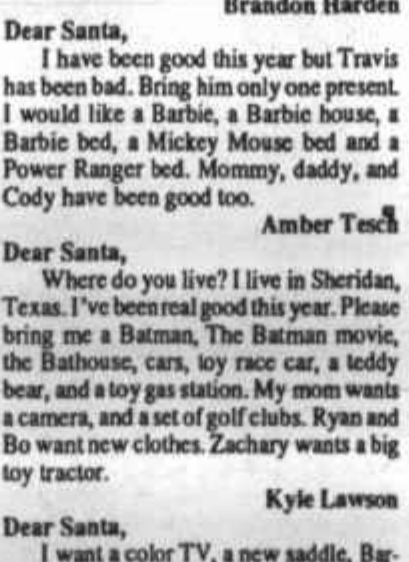 Brandon Harden
Dear Santa,
I have been good this year but Travis
has been bad. Bring him only one present.
I would like a Barbie, a Barbie house, a
Barbie bed, a Mickey Mouse bed and a
Power Ranger bed. Mommy, daddy, and
Cody have been good too.
Amber Tesch
Dear Santa,
Where do you live? I live in Sheridan,
Texas. I've been real good this year. Please
bring me a Batman, The Batman movie,
the Bathouse, cars, toy race car, a teddy
bear, and a toy gas station. My mom wants
a camera, and a set of golf clubs. Ryan and
Bo want new clothes. Zachary wants a big
toy tractor.
Kyle Lawson
Dear Santa,
I want a color TV, a new saddle, Bar-